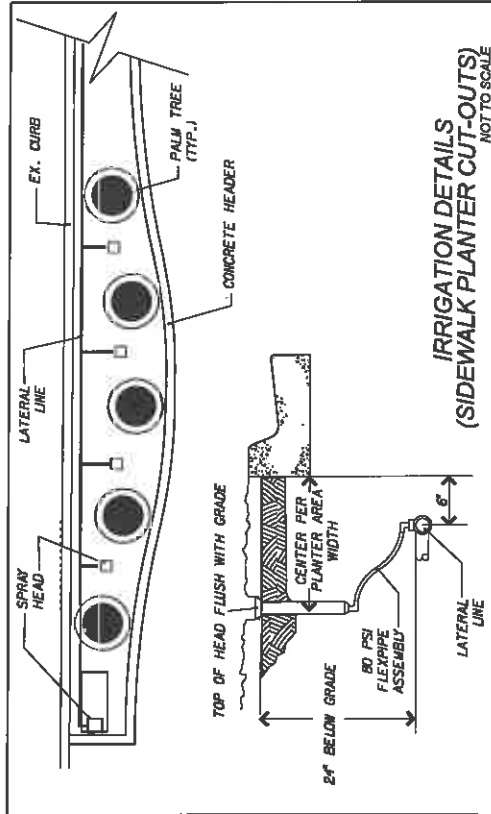 EX. CURB
LATERAL
LINE
SPRAY
HEAD
PALM TREE
(TYP.)
CONCRETE HEADER
TOP OF HEAD FLUSH WITH GRADE
CENTER PER
PLANTER AREA
WIDTH
24" BELOW GRADE
80 PSI
FLEXPIPE
ASSEMBLY
6"
LATERAL
LINE
IRRIGATION DETAILS
(SIDEWALK PLANTER CUT-OUTS)
NOT TO SCALE